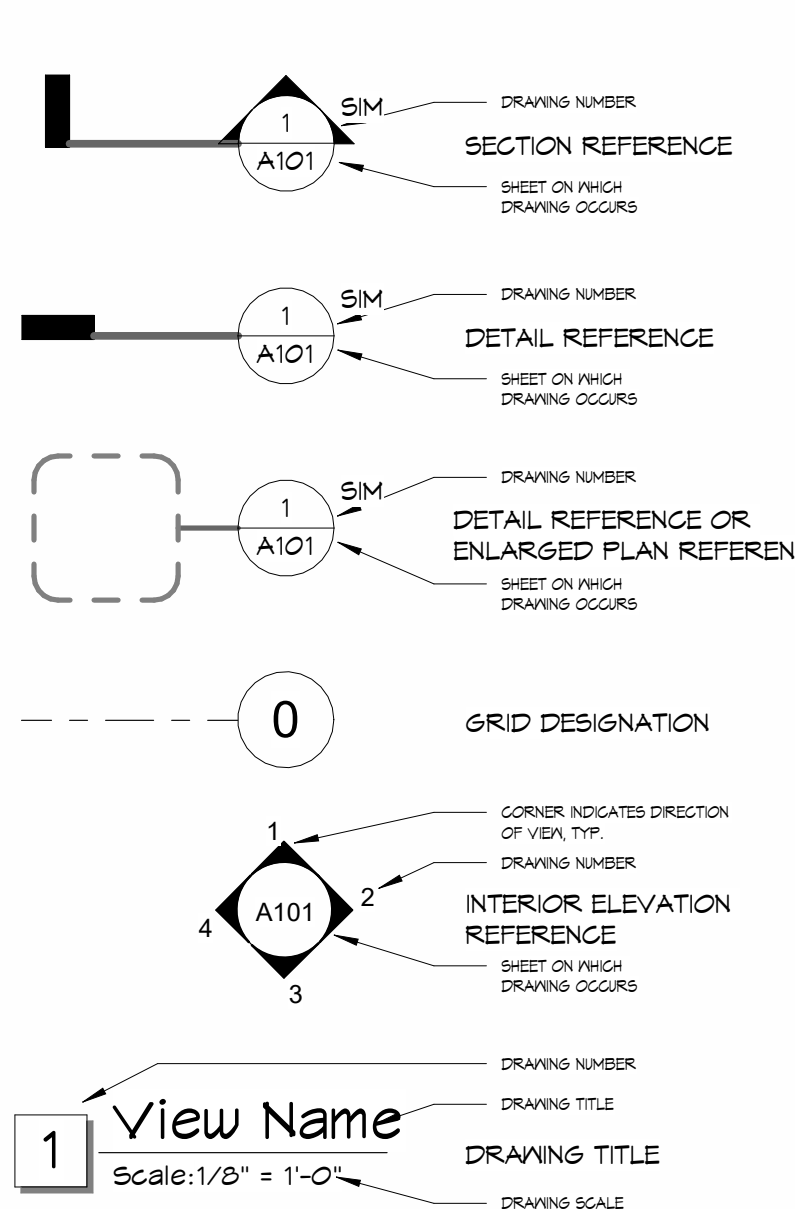 SIM
DRAWING NUMBER
1
SECTION REFERENCE
A101
SHEET ON WHICH
DRAWING OCCURS
SIM
DRAWING NUMBER
1
DETAIL REFERENCE
A101
SHEET ON WHICH
DRAWING OCCURS
SIM
DRAWING NUMBER
1
DETAIL REFERENCE OR
A101
ENLARGED PLAN REFEREN
SHEET ON WHICH
DRAWING OCCURS
0
GRID DESIGNATION
CORNER INDICATES DIRECTION
OF VIEW, TYP.
1
DRAWING NUMBER
2
A101
4
INTERIOR ELEVATION
REFERENCE
SHEET ON WHICH
DRAWING OCCURS
3
DRAWING NUMBER
DRAWING TITLE
View Name
1
DRAWING TITLE
Scale:1/8" = 1'-0"
DRAWING SCALE